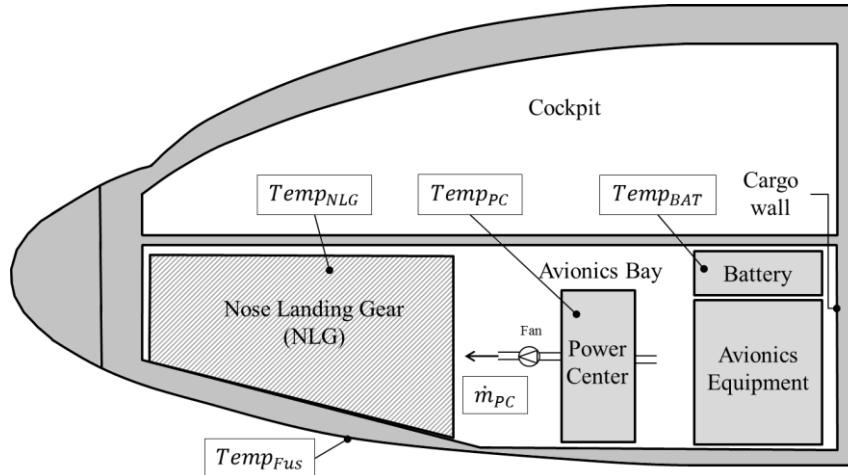 Cockpit
Temp_NLG
Temp_PC
Temp_BAT
Cargo
wall
Avionics Bay
Battery
Nose Landing Gear
(NLG)
Fan
Power
Center
Avionics
Equipment
ṁ_PC
Temp_Fus